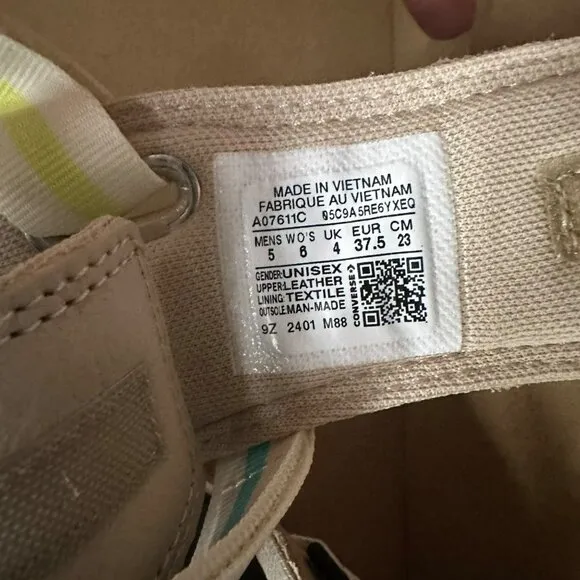 MADE IN VIETNAM
FABRIQUE AU VIETNAM
A07611C 05C9A5RE6YXEQ
MENS WO'S UK EUR CM
5 6 4 37.5 23
GENDER:UNISEX
UPPER:LEATHER
LINING:TEXTILE
OUTSOLE:MAN-MADE
CONVERSE
9Z 2401 M88